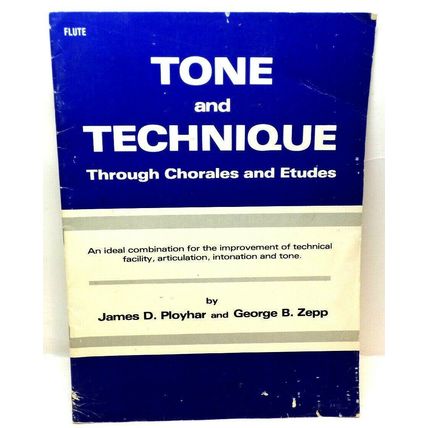 FLUTE
TONE
and
TECHNIQUE
Through Chorales and Etudes
An ideal combination for the improvement of technical
facility, articulation, intonation and tone.
by
James D. Ployhar and George B. Zepp